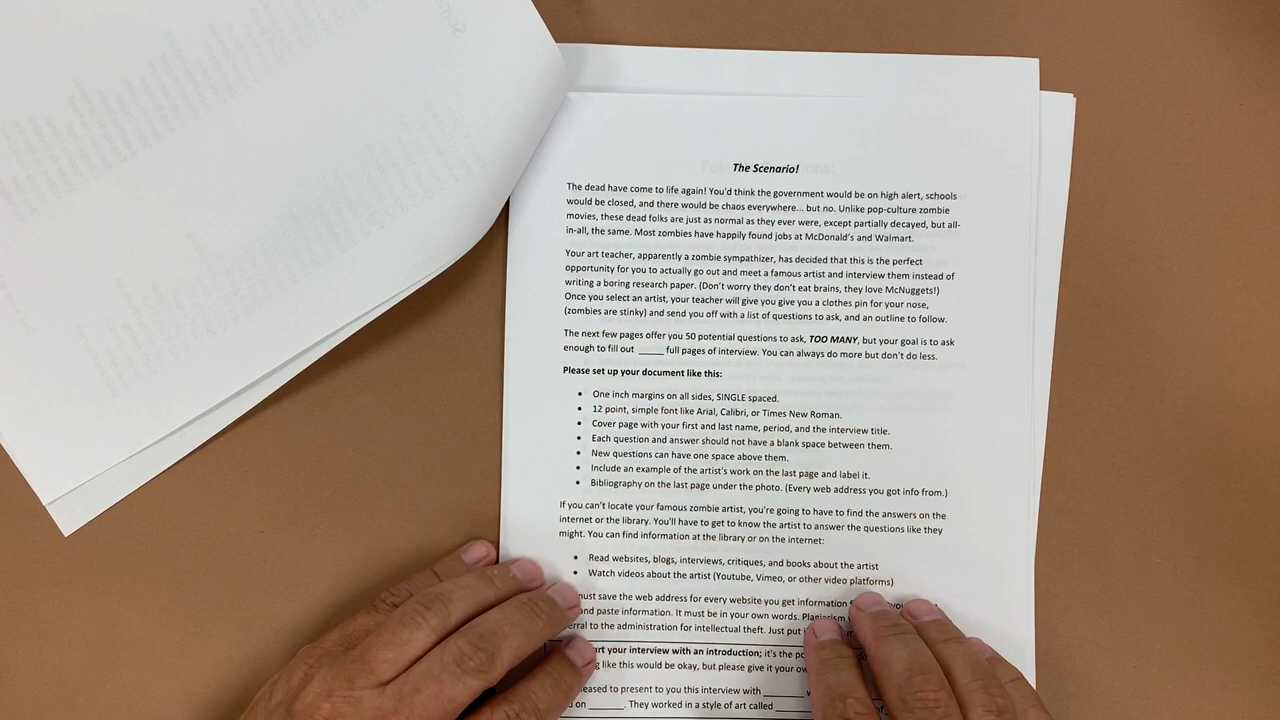 The Scenario!
The dead have come to life again! You'd think the government would be on high alert, schools
would be closed, and there would be chaos everywhere... but no. Unlike pop-culture zombie
movies, these dead folks are just as normal as they ever were, except partially decayed, but all-
in-all, the same. Most zombies have happily found jobs at McDonald's and Walmart.
Your art teacher, apparently a zombie sympathizer, has decided that this is the perfect
opportunity for you to actually go out and meet a famous artist and interview them instead of
writing a boring research paper. (Don't worry they don't eat brains, they love McNuggets!)
Once you select an artist, your teacher will give you give you a clothes pin for your nose,
(zombies are stinky) and send you off with a list of questions to ask, and an outline to follow.
The next few pages offer you 50 potential questions to ask, TOO MANY, but your goal is to ask
enough to fill out _____ full pages of interview. You can always do more but don't do less.
Please set up your document like this:
• One inch margins on all sides, SINGLE spaced.
• 12 point, simple font like Arial, Calibri, or Times New Roman.
• Cover page with your first and last name, period, and the interview title.
• Each question and answer should not have a blank space between them.
• New questions can have one space above them.
• Include an example of the artist's work on the last page and label it.
• Bibliography on the last page under the photo. (Every web address you got info from.)
If you can't locate your famous zombie artist, you're going to have to find the answers on the
internet or the library. You'll have to get to know the artist to answer the questions like they
might. You can find information at the library or on the internet:
• Read websites, blogs, interviews, critiques, and books about the artist
• Watch videos about the artist (Youtube, Vimeo, or other video platforms)
must save the web address for every website you get information
and paste information. It must be in your own words. Plagiarism
to the administration for intellectual theft. Just put
your interview with an introduction; it's the
like this would be okay, but please give it your
to present to you this interview with ________
on _______. They worked in a style of art called